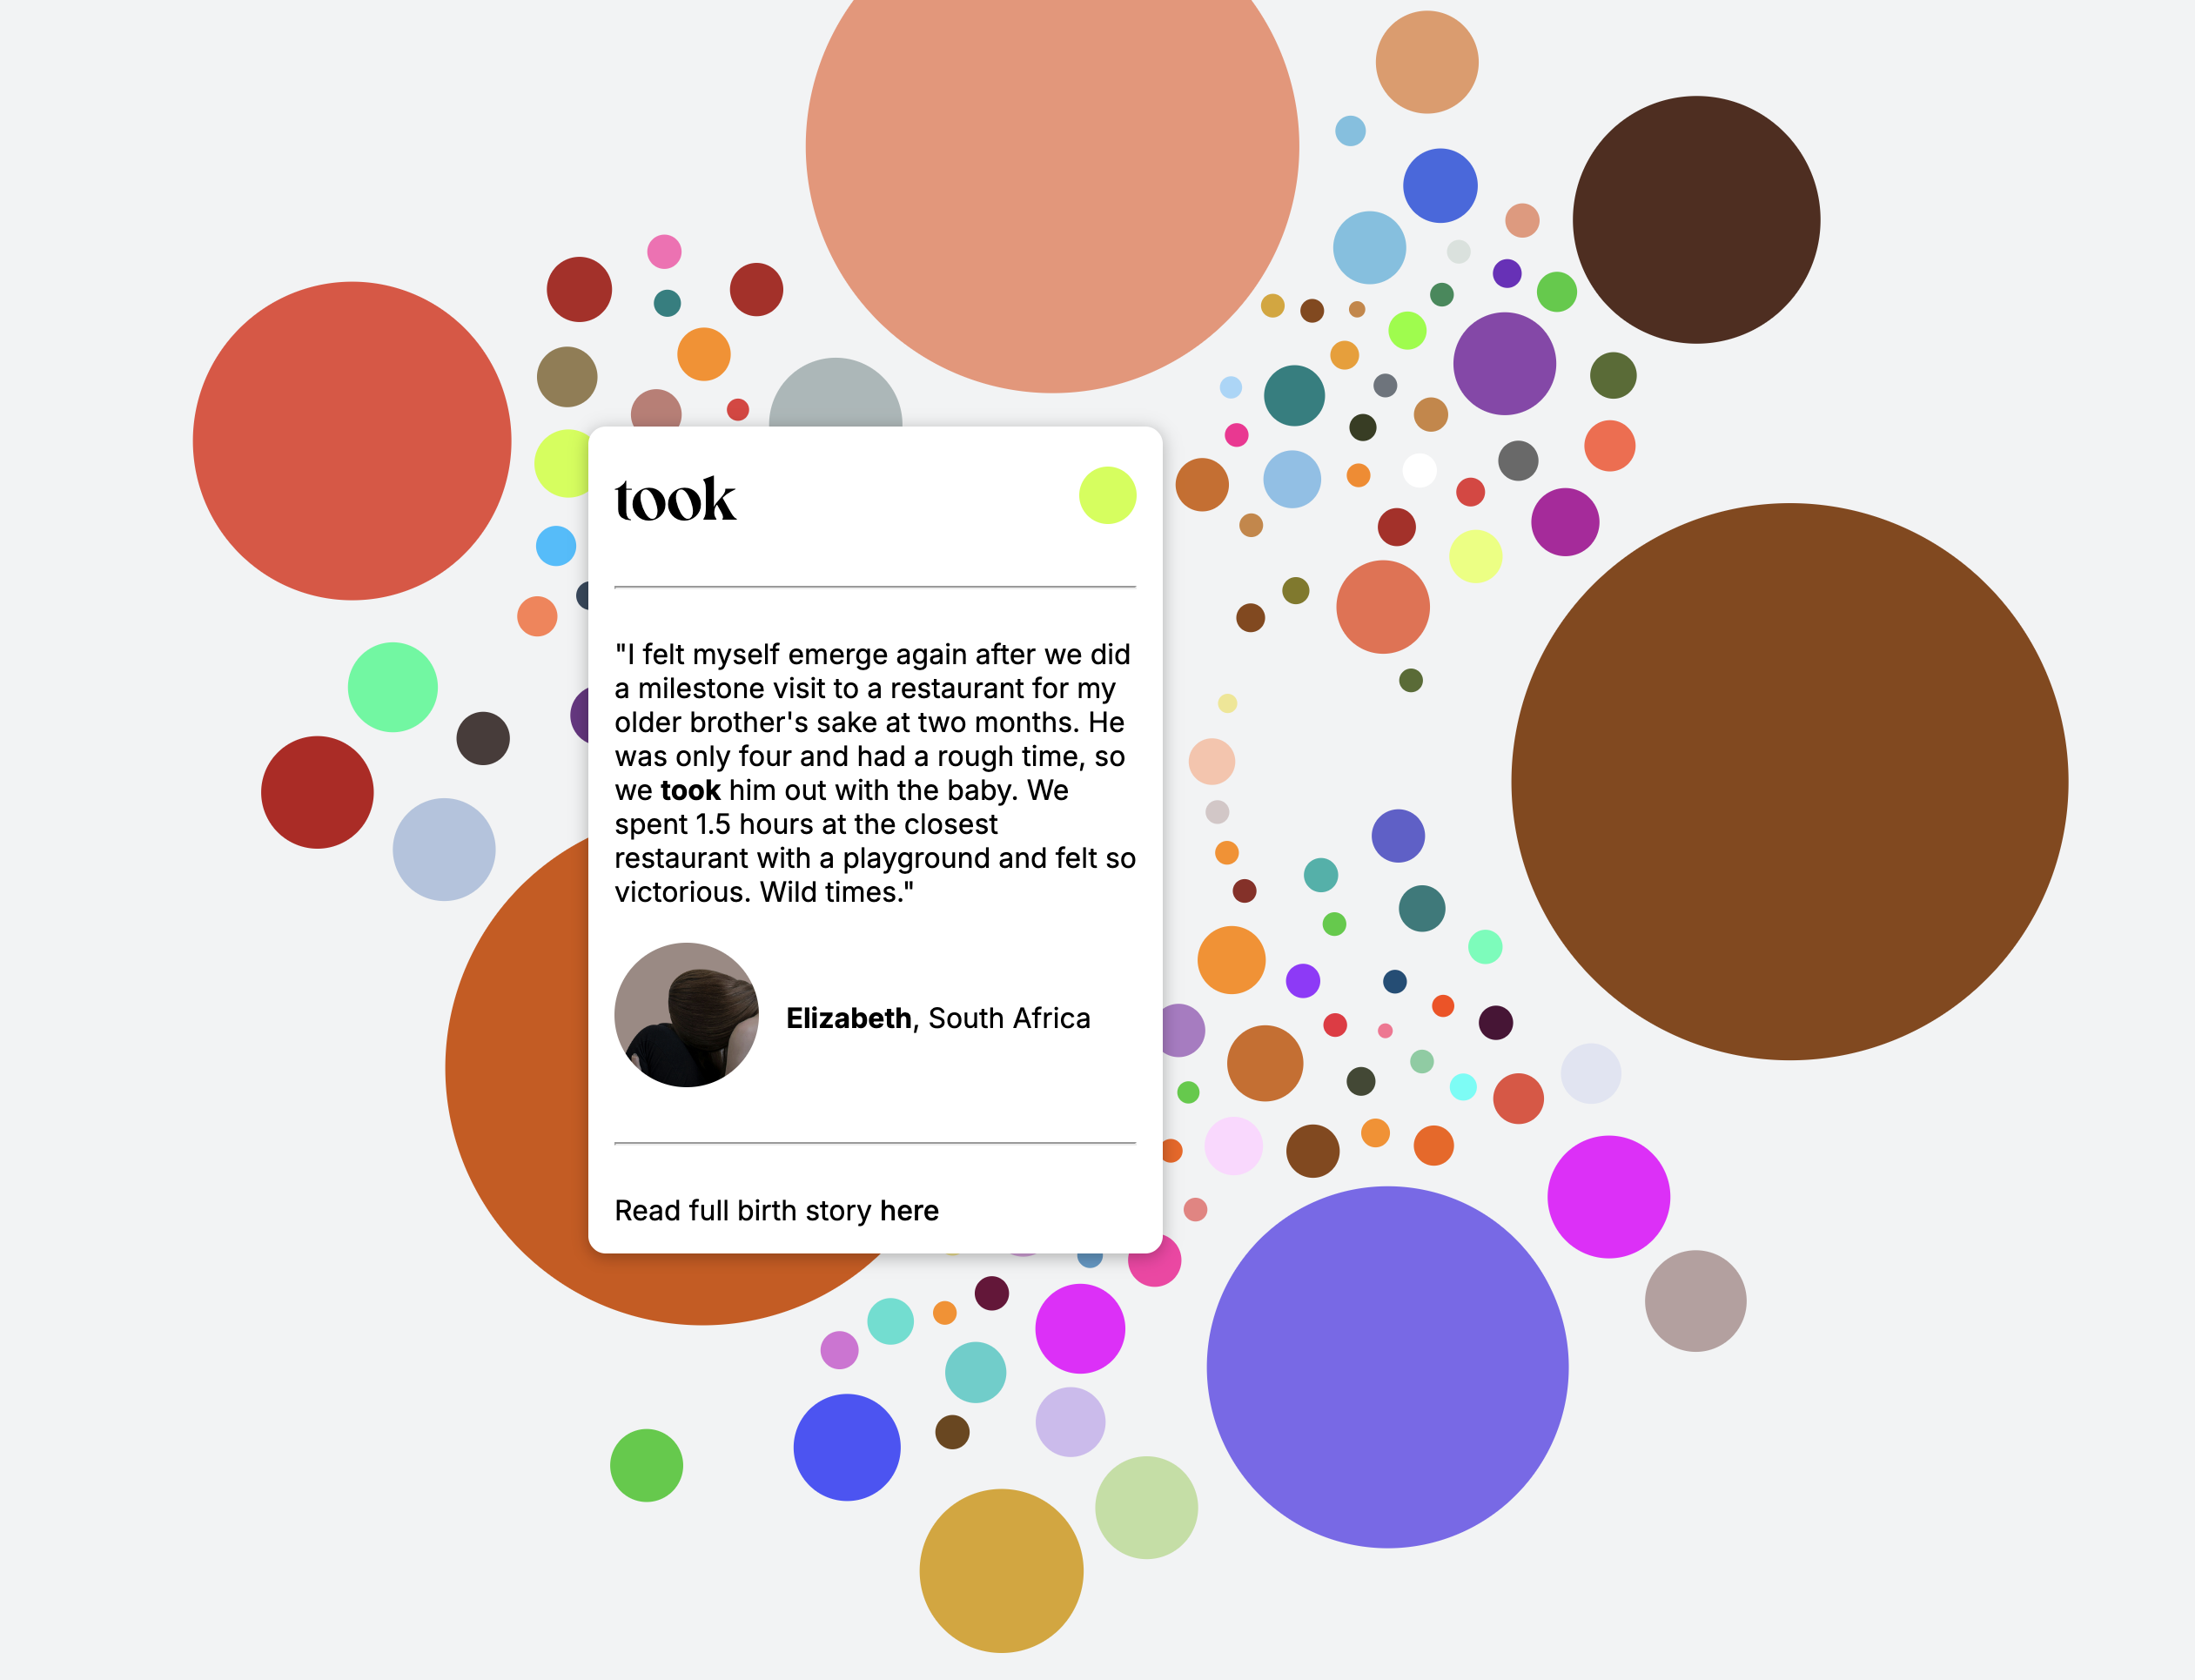 took
"I felt myself emerge again after we did
a milestone visit to a restaurant for my
older brother's sake at two months. He
was only four and had a rough time, so
we took him out with the baby. We
spent 1.5 hours at the closest
restaurant with a playground and felt so
victorious. Wild times."
Elizabeth, South Africa
Read full birth story here